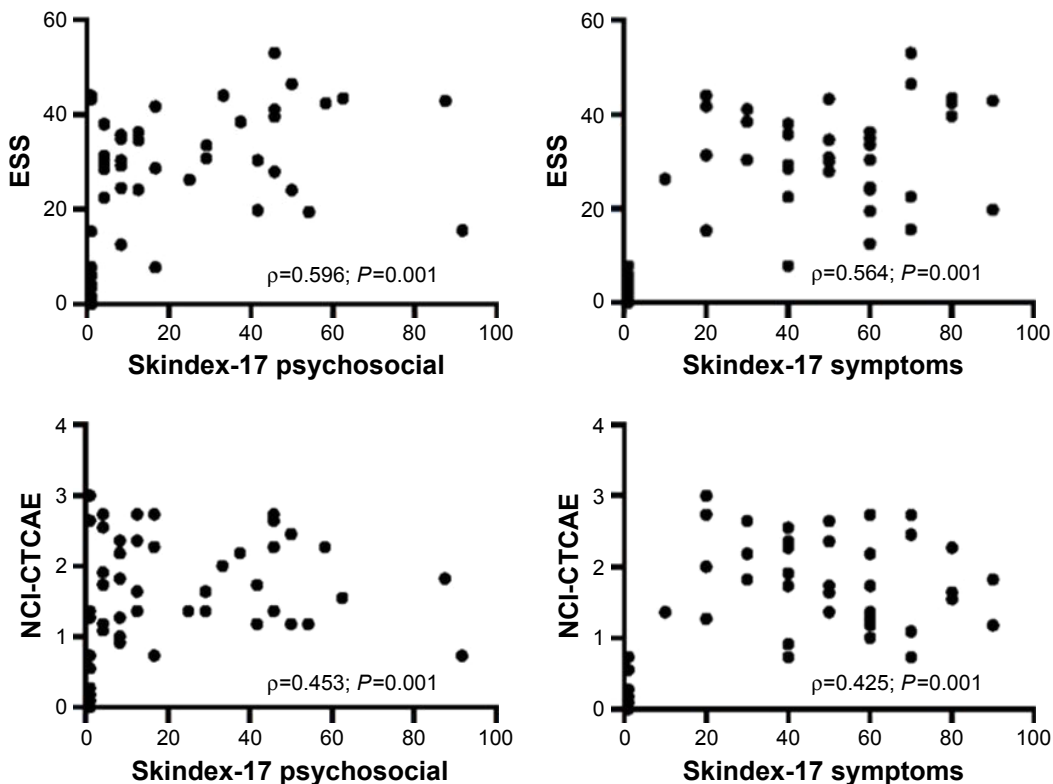 60
40
20
0
ESS
ρ=0.596; P=0.001
0 20 40 60 80 100
Skindex-17 psychosocial
60
40
20
0
ESS
ρ=0.564; P=0.001
0 20 40 60 80 100
Skindex-17 symptoms
4
3
2
1
0
NCI-CTCAE
ρ=0.453; P=0.001
0 20 40 60 80 100
Skindex-17 psychosocial
4
3
2
1
0
NCI-CTCAE
ρ=0.425; P=0.001
0 20 40 60 80 100
Skindex-17 symptoms